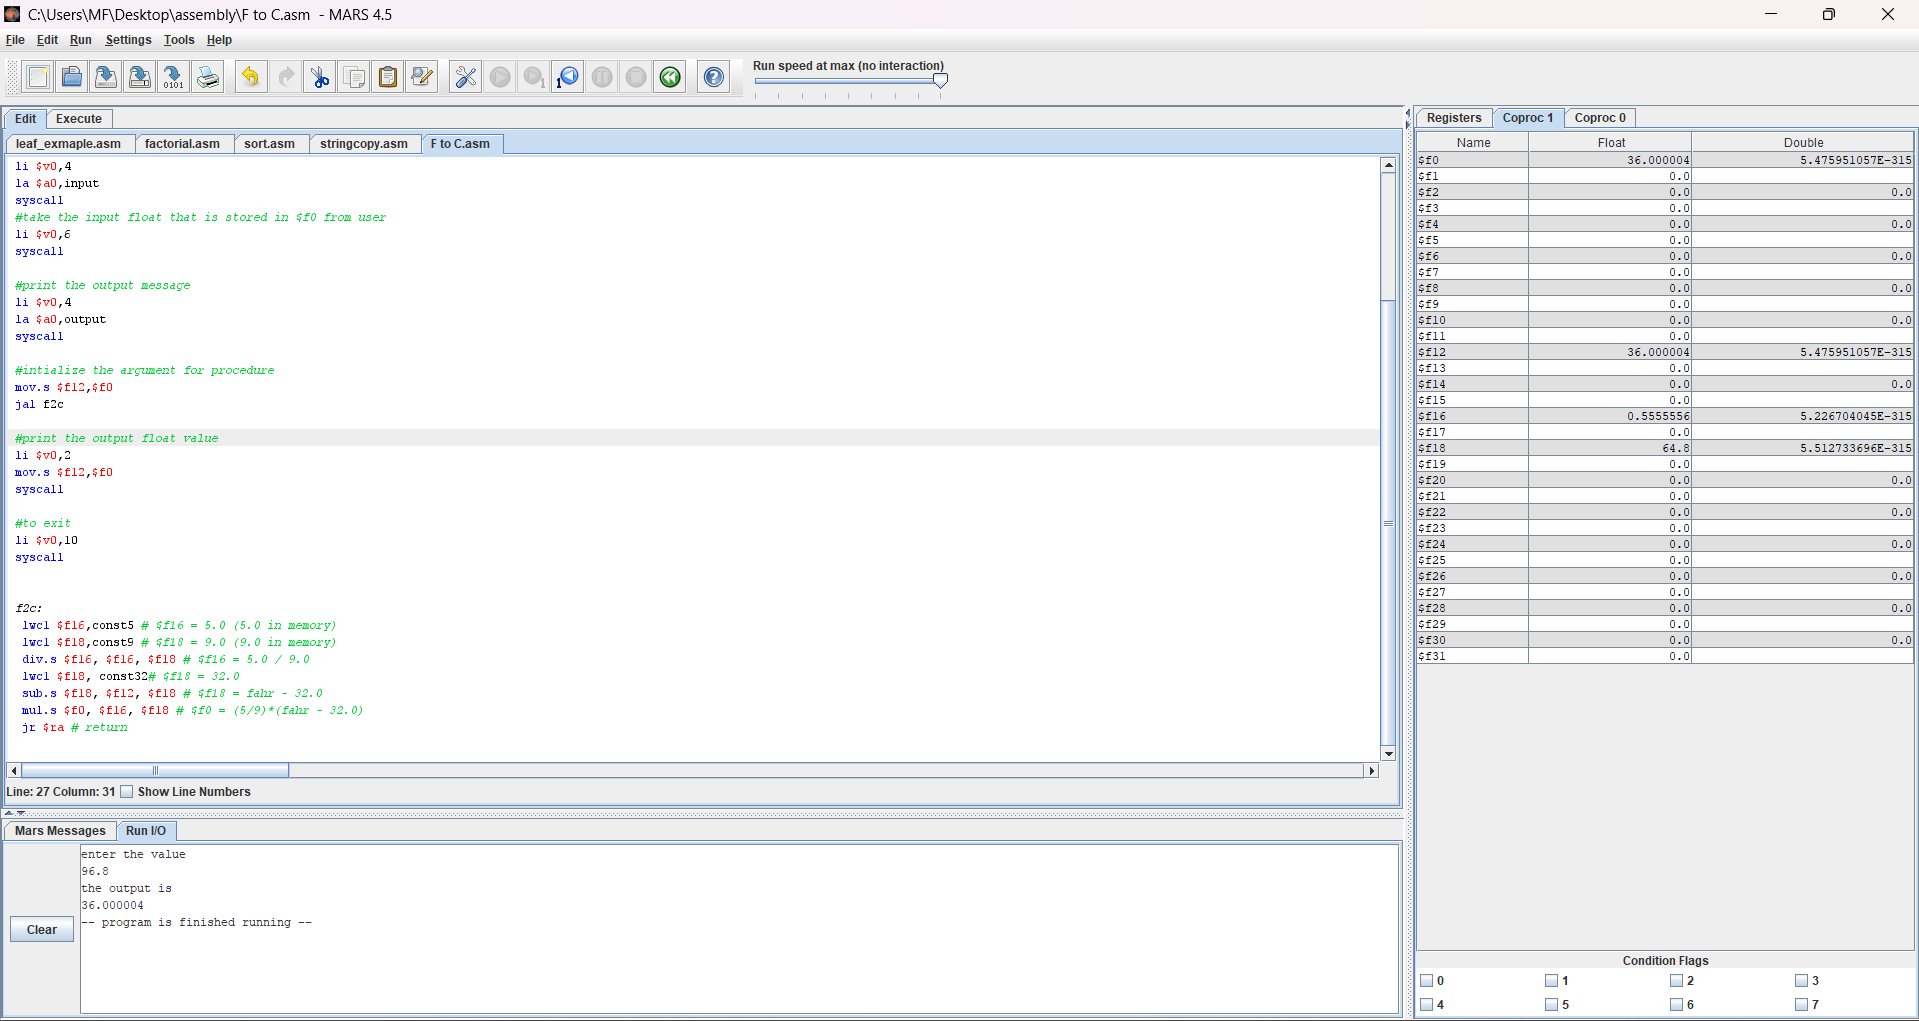 C:\Users\MF\Desktop\assembly\F to C.asm - MARS 4.5
File Edit Run Settings Tools Help
Run speed at max (no interaction)
Edit Execute
leaf_exmaple.asm factorial.asm sort.asm stringcopy.asm F to C.asm
li $v0,4
la $a0,input
syscall
#take the input float that is stored in $f0 from user
li $v0,6
syscall
#print the output message
li $v0,4
la $a0,output
syscall
#intialize the argument for procedure
mov.s $f12,$f0
jal f2c
#print the output float value
li $v0,2
mov.s $f12,$f0
syscall
#to exit
li $v0,10
syscall
f2c:
lwc1 $f16,const5 # $f16 = 5.0 (5.0 in memory)
lwc1 $f18,const9 # $f18 = 9.0 (9.0 in memory)
div.s $f16, $f16, $f18 # $f16 = 5.0 / 9.0
lwc1 $f18, const32# $f18 = 32.0
sub.s $f18, $f12, $f18 # $f18 = fahr - 32.0
mul.s $f0, $f16, $f18 # $f0 = (5/9)*(fahr - 32.0)
jr $ra # return
Line: 27 Column: 31 Show Line Numbers
Mars Messages Run I/O
enter the value
96.8
the output is
36.000004
-- program is finished running --
Clear
Registers Coproc 1 Coproc 0
Name Float Double
$f0 36.000004 5.475951057E-315
$f1 0.0
$f2 0.0 0.0
$f3 0.0
$f4 0.0 0.0
$f5 0.0
$f6 0.0 0.0
$f7 0.0
$f8 0.0 0.0
$f9 0.0
$f10 0.0 0.0
$f11 0.0
$f12 36.000004 5.475951057E-315
$f13 0.0
$f14 0.0 0.0
$f15 0.0
$f16 0.5555556 5.226704045E-315
$f17 0.0
$f18 64.8 5.512733696E-315
$f19 0.0
$f20 0.0 0.0
$f21 0.0
$f22 0.0 0.0
$f23 0.0
$f24 0.0 0.0
$f25 0.0
$f26 0.0 0.0
$f27 0.0
$f28 0.0 0.0
$f29 0.0
$f30 0.0 0.0
$f31 0.0
Condition Flags
0 1 2 3
4 5 6 7